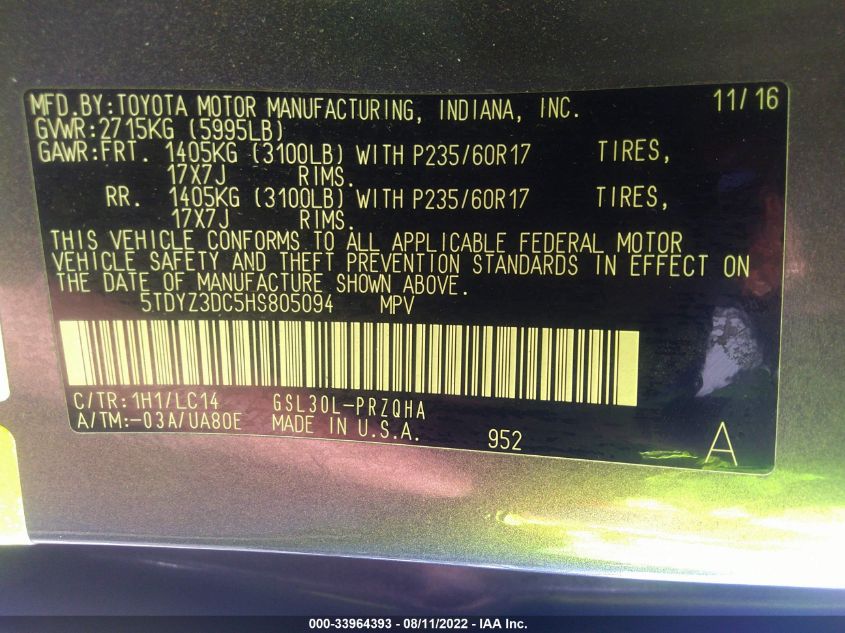 MFD.BY:TOYOTA MOTOR MANUFACTURING, INDIANA, INC. 11/16
GVWR:2715KG (5995LB)
GAWR:FRT. 1405KG (3100LB) WITH P235/60R17 TIRES,
17X7J RIMS.
RR. 1405KG (3100LB) WITH P235/60R17 TIRES,
17X7J RIMS.
THIS VEHICLE CONFORMS TO ALL APPLICABLE FEDERAL MOTOR
VEHICLE SAFETY AND THEFT PREVENTION STANDARDS IN EFFECT ON
THE DATE OF MANUFACTURE SHOWN ABOVE.
5TDYZ3DC5HS805094 MPV
C/TR:1H1/LC14 GSL30L-PRZQHA
A/TM:-03A/UA80E MADE IN U.S.A. 952 A
000-33964393 - 08/11/2022 - IAA Inc.